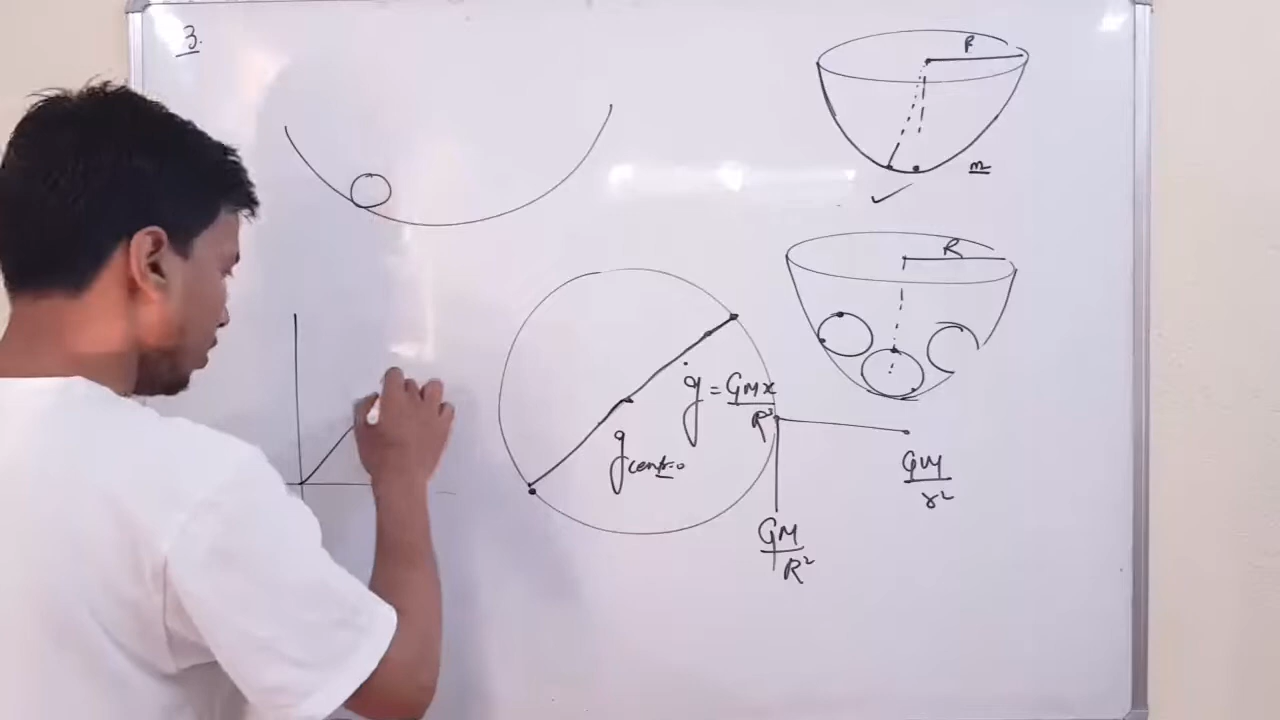 3.
R
m
R
g = GMx/R³
g centre
GM/r²
GM/R²